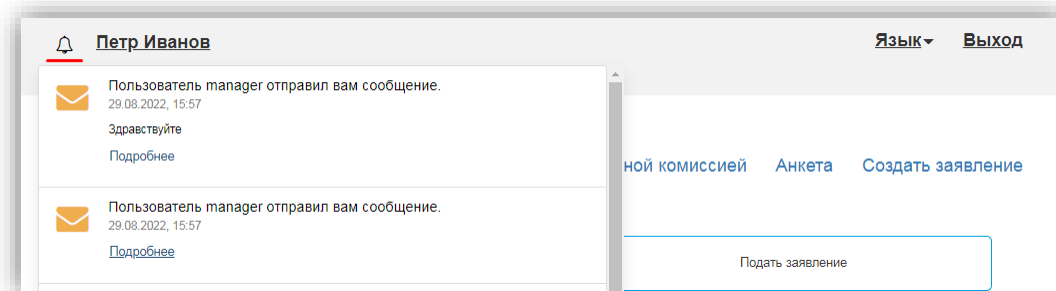 Петр Иванов
Язык
Выход
Пользователь manager отправил вам сообщение.
29.08.2022, 15:57
Здравствуйте
Подробнее
ной комиссией
Анкета
Создать заявление
Пользователь manager отправил вам сообщение.
29.08.2022, 15:57
Подробнее
Подать заявление